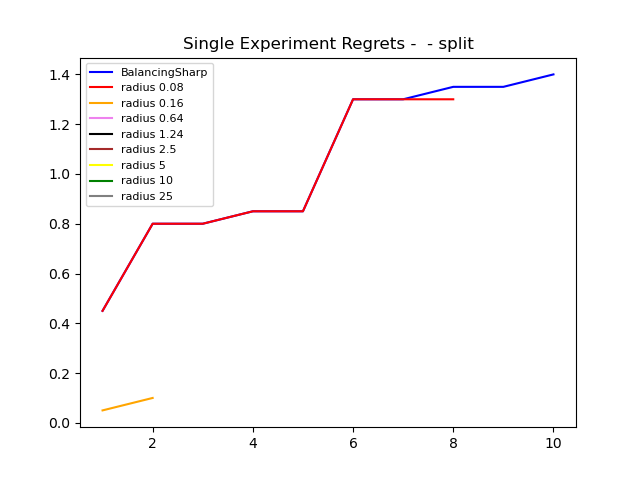 Single Experiment Regrets -  - split
BalancingSharp
radius 0.08
radius 0.16
radius 0.64
radius 1.24
radius 2.5
radius 5
radius 10
radius 25
1.4
1.2
1.0
0.8
0.6
0.4
0.2
0.0
2 4 6 8 10